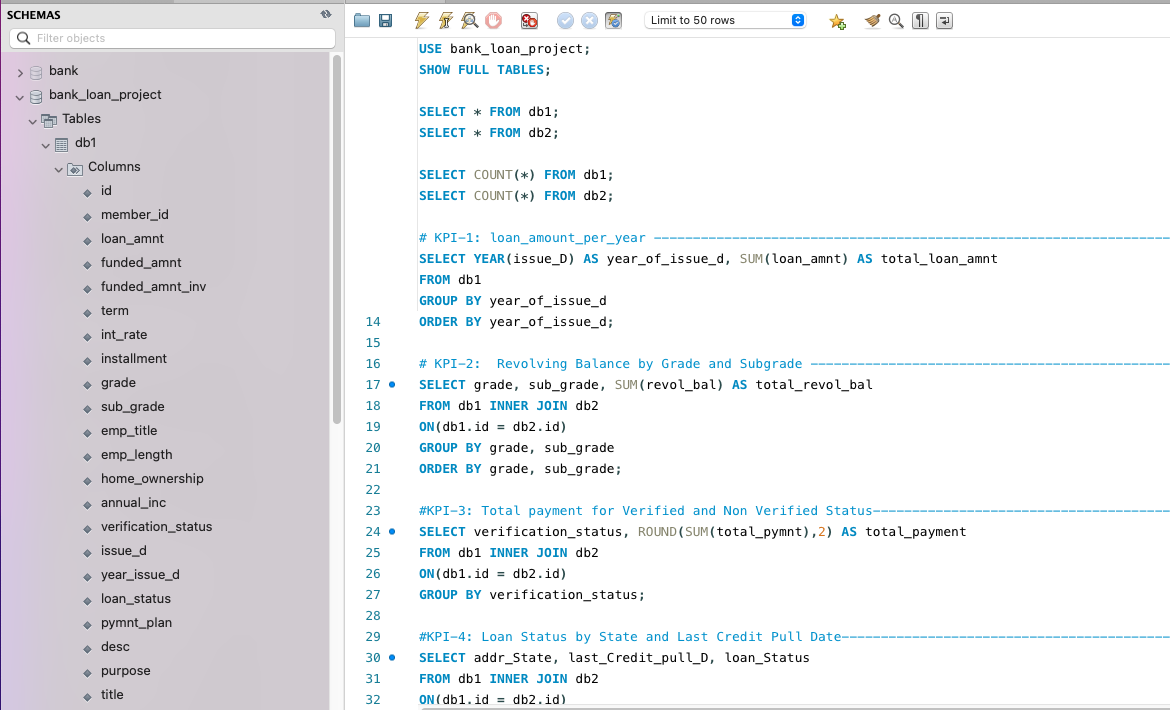 SCHEMAS
Filter objects
bank
bank_loan_project
Tables
db1
Columns
id
member_id
loan_amnt
funded_amnt
funded_amnt_inv
term
int_rate
installment
grade
sub_grade
emp_title
emp_length
home_ownership
annual_inc
verification_status
issue_d
year_issue_d
loan_status
pymnt_plan
desc
purpose
title
Limit to 50 rows
USE bank_loan_project;
SHOW FULL TABLES;
SELECT * FROM db1;
SELECT * FROM db2;
SELECT COUNT(*) FROM db1;
SELECT COUNT(*) FROM db2;
# KPI-1: loan_amount_per_year ------------------------------------------------------------------
SELECT YEAR(issue_D) AS year_of_issue_d, SUM(loan_amnt) AS total_loan_amnt
FROM db1
GROUP BY year_of_issue_d
14 ORDER BY year_of_issue_d;
15
16 # KPI-2:  Revolving Balance by Grade and Subgrade ----------------------------------------------
17 SELECT grade, sub_grade, SUM(revol_bal) AS total_revol_bal
18 FROM db1 INNER JOIN db2
19 ON(db1.id = db2.id)
20 GROUP BY grade, sub_grade
21 ORDER BY grade, sub_grade;
22
23 #KPI-3: Total payment for Verified and Non Verified Status--------------------------------------
24 SELECT verification_status, ROUND(SUM(total_pymnt),2) AS total_payment
25 FROM db1 INNER JOIN db2
26 ON(db1.id = db2.id)
27 GROUP BY verification_status;
28
29 #KPI-4: Loan Status by State and Last Credit Pull Date------------------------------------------
30 SELECT addr_State, last_Credit_pull_D, loan_Status
31 FROM db1 INNER JOIN db2
32 ON(db1.id = db2.id)